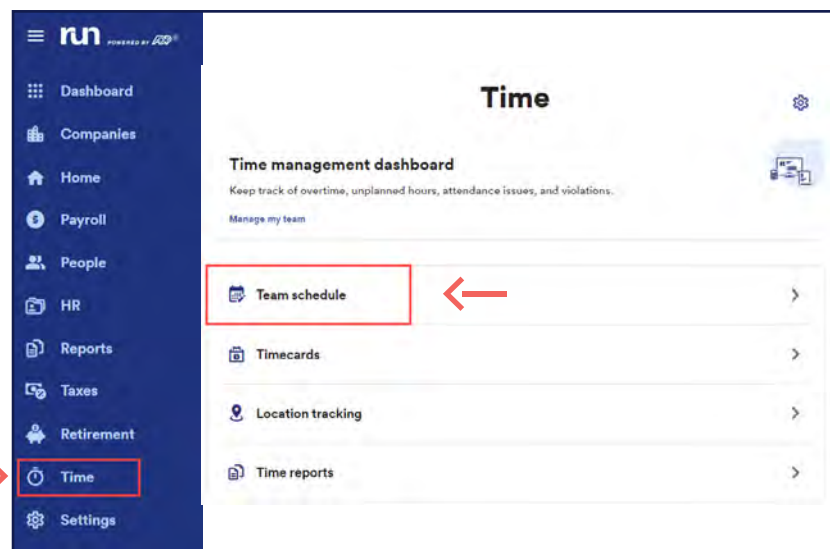 run POWERED BY ADP®
Dashboard
Companies
Home
Payroll
People
HR
Reports
Taxes
Retirement
Time
Settings
Time
Time management dashboard
Keep track of overtime, unplanned hours, attendance issues, and violations.
Manage my team
Team schedule
Timecards
Location tracking
Time reports